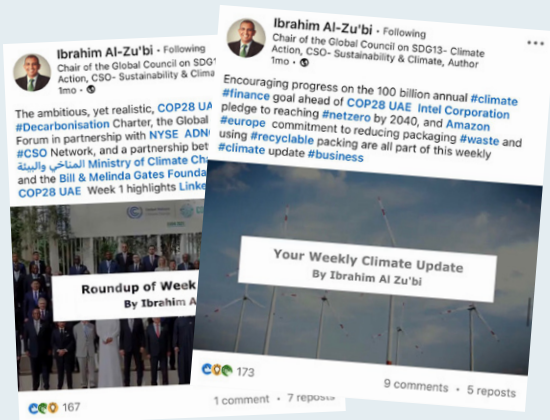 Ibrahim Al-Zu'bi · Following
Chair of the Global Council on SDG1
Action, CSO- Sustainability & Clima
1mo ·
The ambitious, yet realistic, COP28 UA
#Decarbonisation Charter, the Global
Forum in partnership with NYSE ADN
#CSO Network, and a partnership bet
المناخي والبيئة Ministry of Climate Ch
and the Bill & Melinda Gates Founda
COP28 UAE Week 1 highlights Linke
Roundup of Week
By Ibrahim A
167
1 comment · 7 reposts
Ibrahim Al-Zu'bi · Following
Chair of the Global Council on SDG13- Climate
Action, CSO- Sustainability & Climate, Author
1mo ·
Encouraging progress on the 100 billion annual #climate
#finance goal ahead of COP28 UAE Intel Corporation
pledge to reaching #netzero by 2040, and Amazon
#europe commitment to reducing packaging #waste and
using #recyclable packing are all part of this weekly
#climate update #business
Your Weekly Climate Update
By Ibrahim Al Zu'bi
173
9 comments · 5 reposts